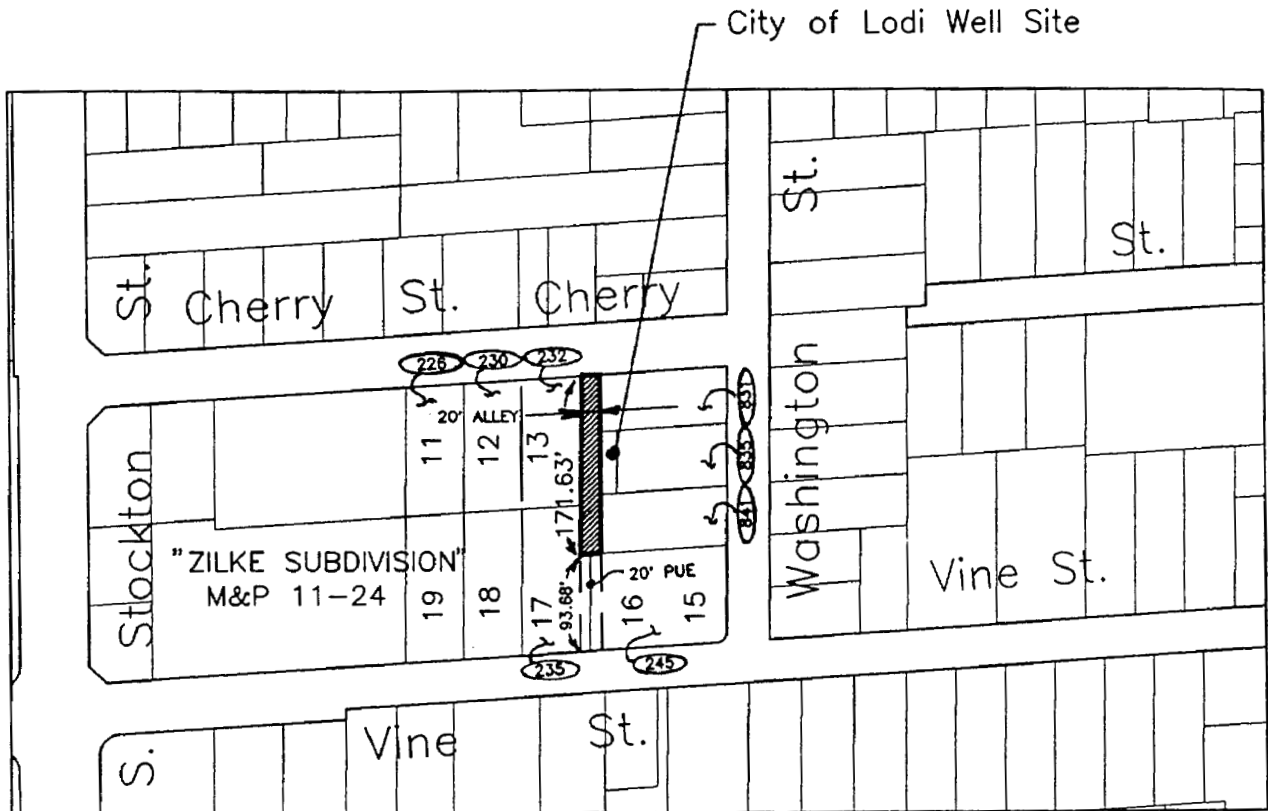 City of Lodi Well Site
St.
St.
St.
Cherry St. Cherry
226 230 232
831
20' ALLEY
11 12 13
835
171.63'
841
Stockton
Washington
"ZILKE SUBDIVISION"
M&P 11-24
20' PUE
Vine St.
93.68'
19 18 17 16 15
235 245
Vine St.
S.